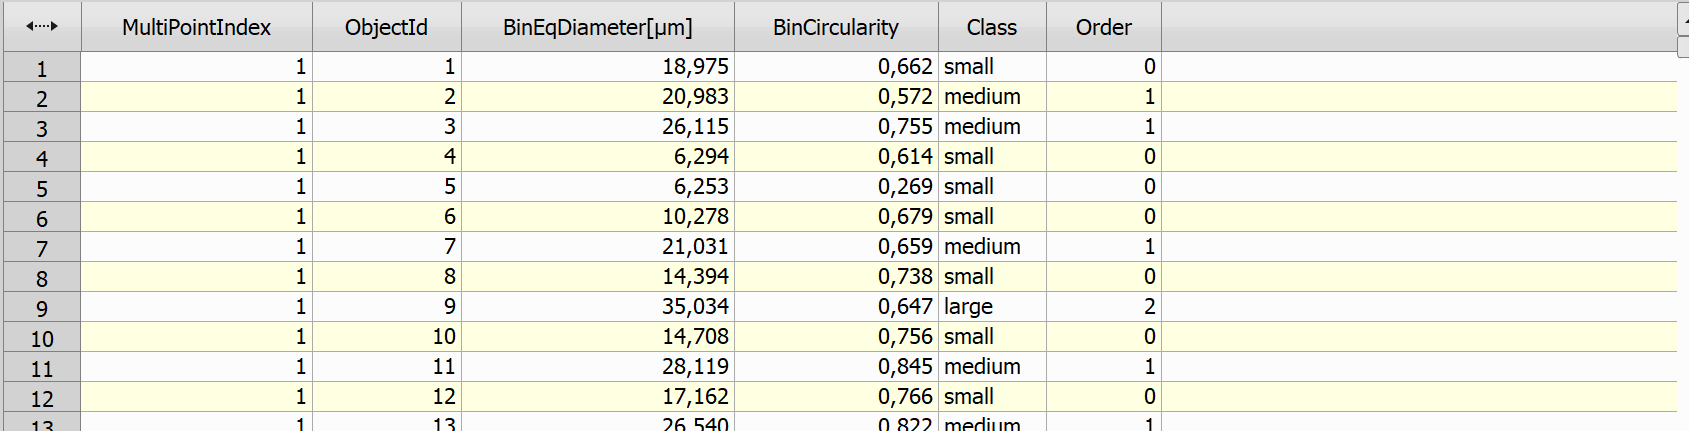 MultiPointIndex ObjectId BinEqDiameter[µm] BinCircularity Class Order
1 1 1 18,975 0,662 small 0
2 1 2 20,983 0,572 medium 1
3 1 3 26,115 0,755 medium 1
4 1 4 6,294 0,614 small 0
5 1 5 6,253 0,269 small 0
6 1 6 10,278 0,679 small 0
7 1 7 21,031 0,659 medium 1
8 1 8 14,394 0,738 small 0
9 1 9 35,034 0,647 large 2
10 1 10 14,708 0,756 small 0
11 1 11 28,119 0,845 medium 1
12 1 12 17,162 0,766 small 0
13 1 13 26,540 0,822 medium 1